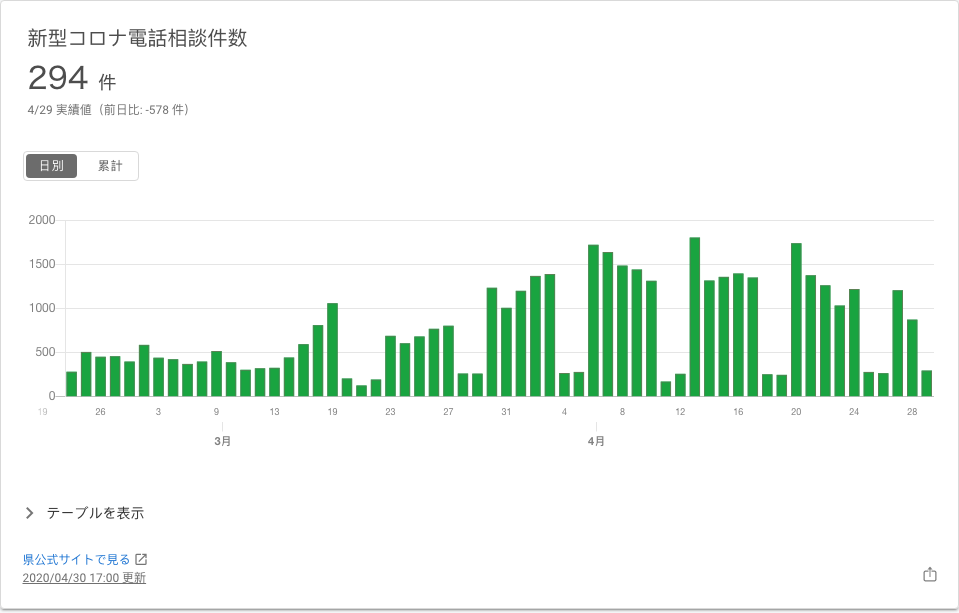 新型コロナ電話相談件数
294 件
4/29 実績値（前日比: -578 件）
日別 累計
2000
1500
1000
500
0
19 26 3 9 13 19 23 27 31 4 8 12 16 20 24 28
3月 4月
テーブルを表示
県公式サイトで見る
2020/04/30 17:00 更新